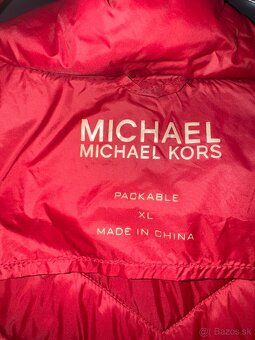 MICHAEL
MICHAEL KORS
PACKABLE
XL
MADE IN CHINA
Bazos.sk